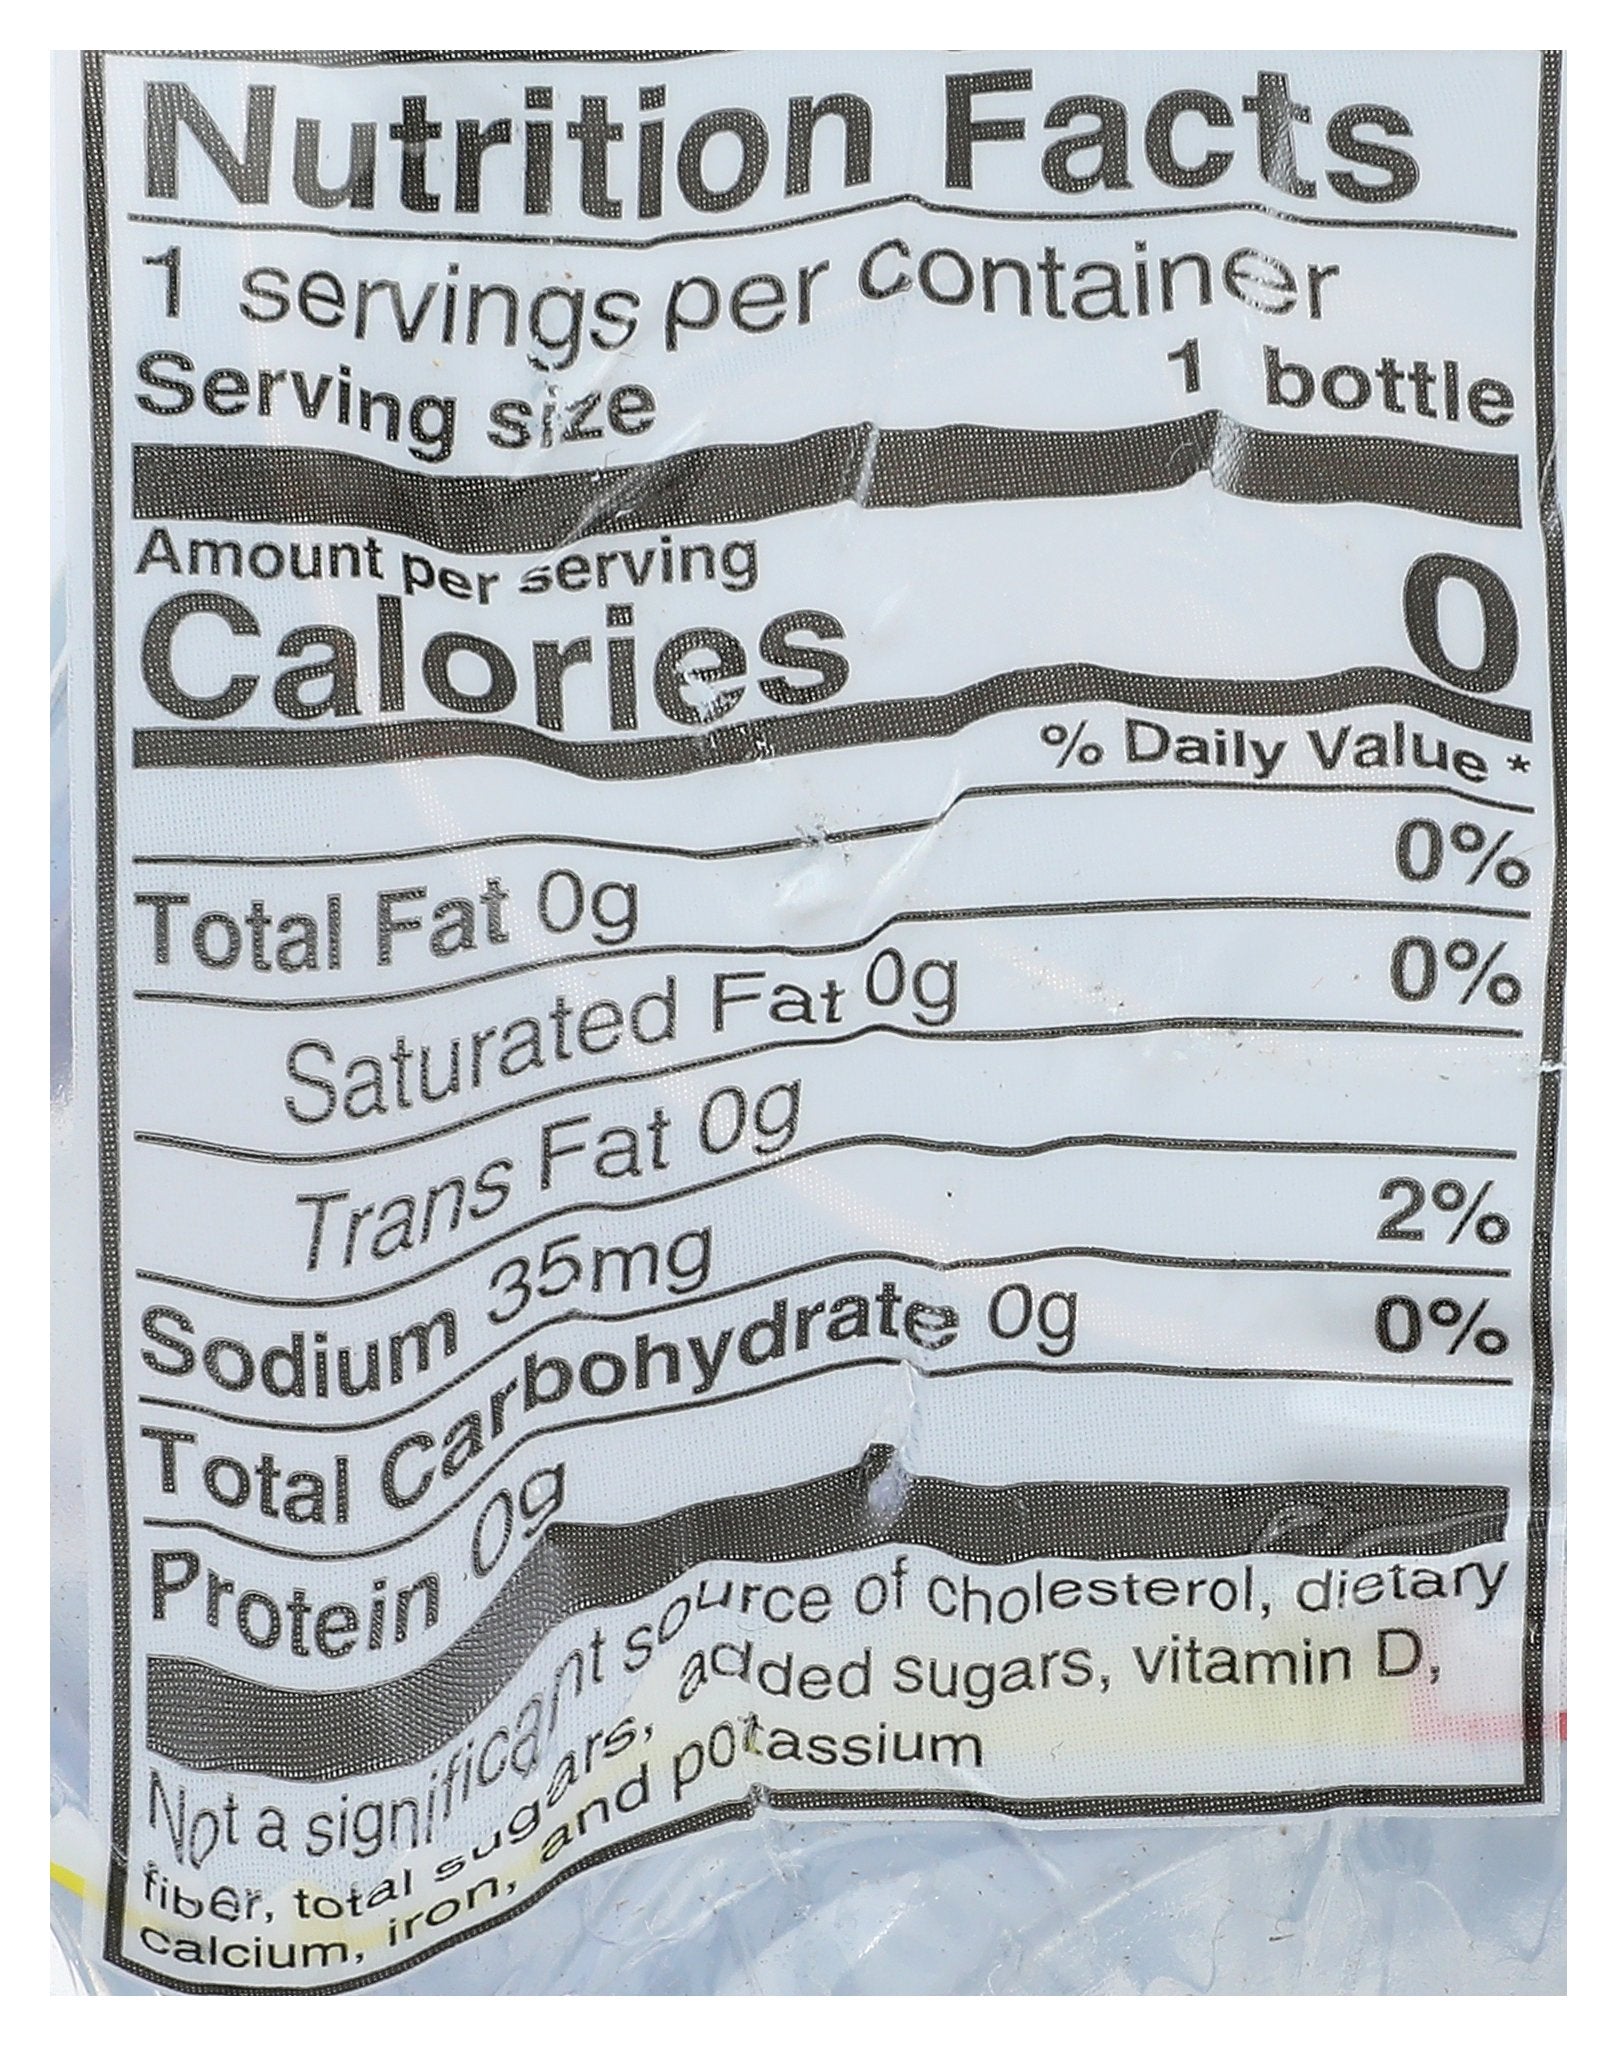 Nutrition Facts
1 servings per container
Serving size 1 bottle
Amount per serving
Calories 0
% Daily Value *
Total Fat 0g 0%
Saturated Fat 0g 0%
Trans Fat 0g
Sodium 35mg 2%
Total Carbohydrate 0g 0%
Protein 0g
Not a significant source of cholesterol, dietary
fiber, total sugars, added sugars, vitamin D,
calcium, iron, and potassium